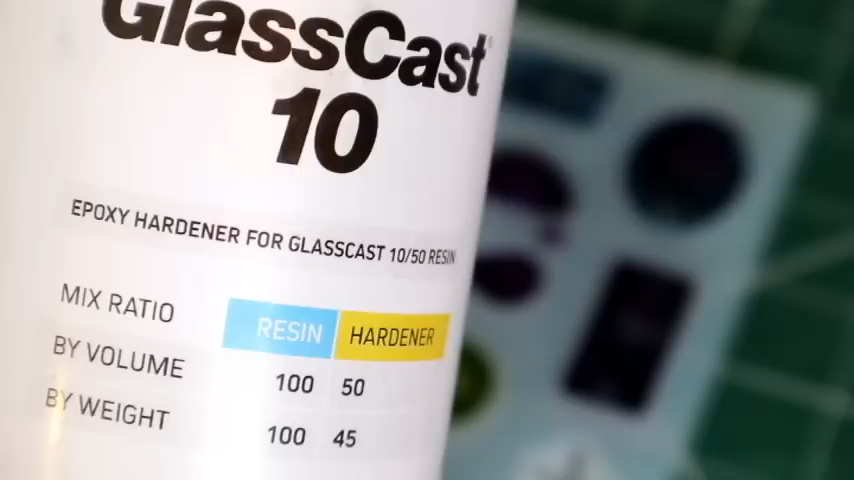 GlassCast
10
EPOXY HARDENER FOR GLASSCAST 10/50 RESIN
MIX RATIO RESIN HARDENER
BY VOLUME 100 50
BY WEIGHT 100 45